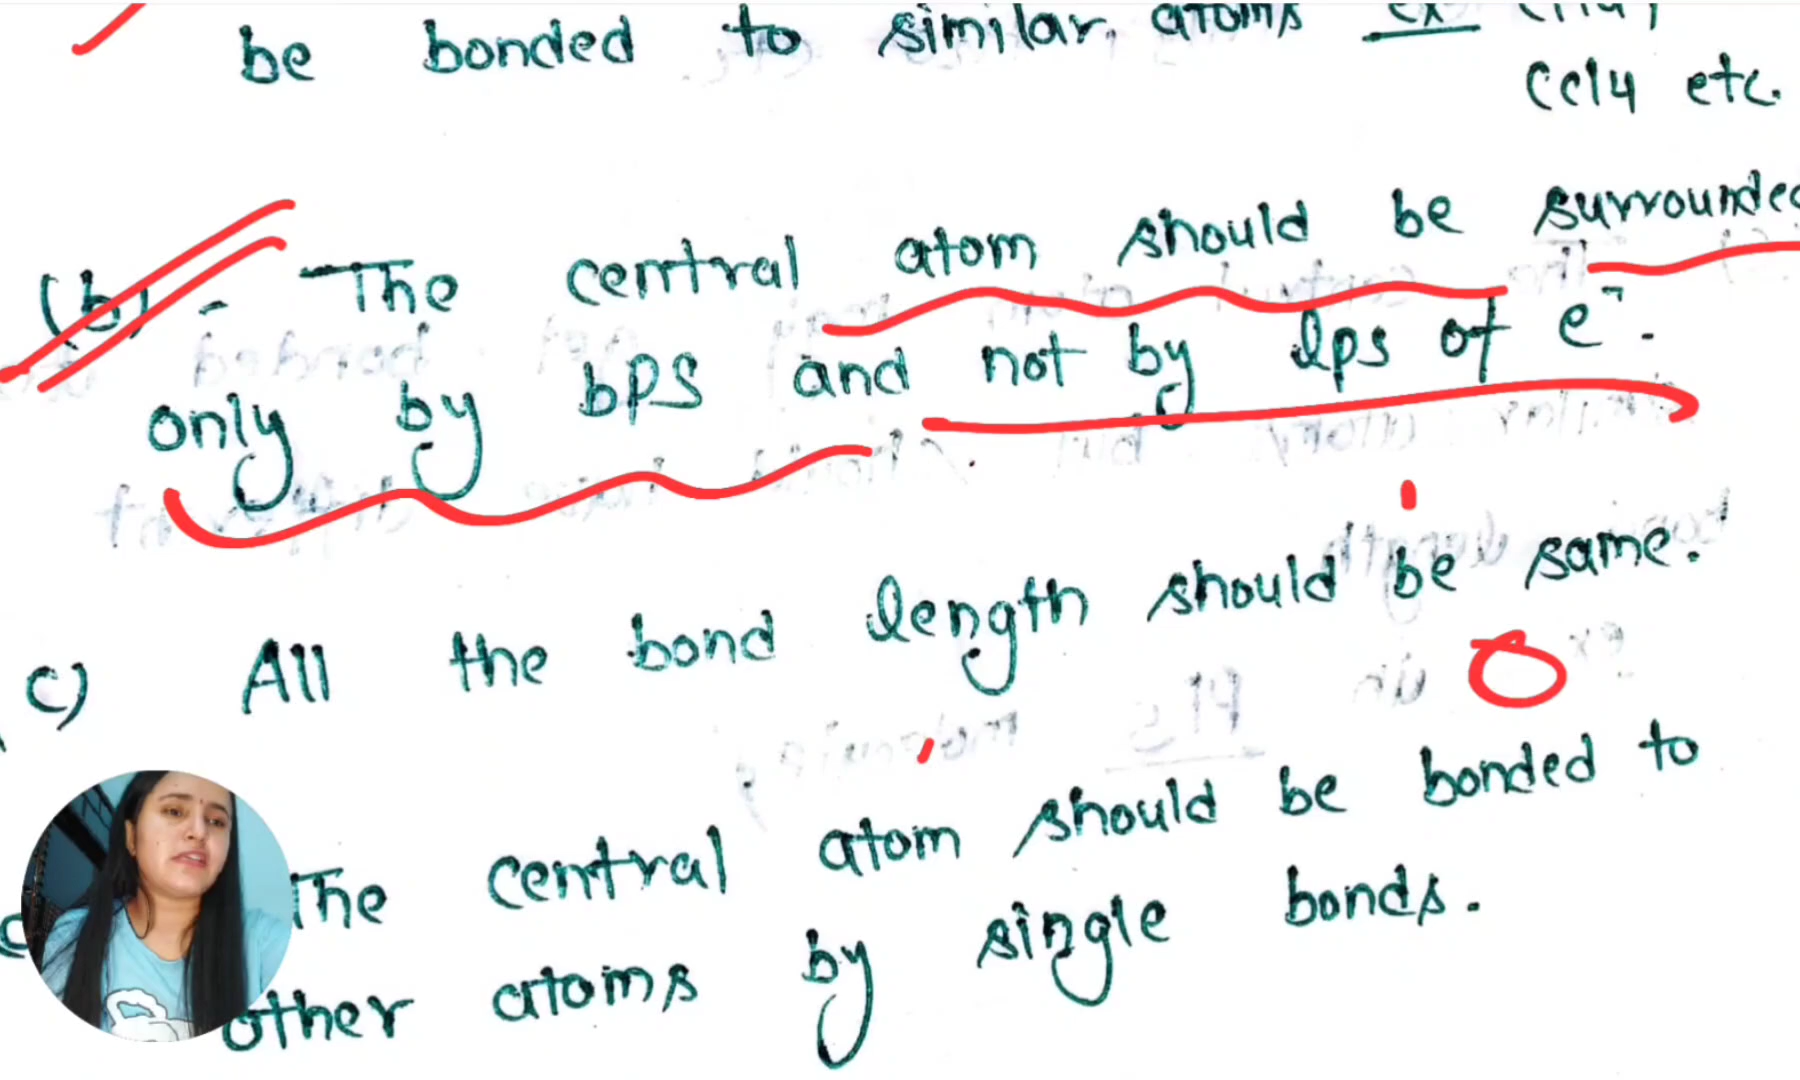 be bonded to similar atoms ex CH4,
CCl4 etc.
(b) - The central atom should be surrounded
only by bps and not by lps of e-.
c) All the bond length should be same.
The central atom should be bonded to
other atoms by single bonds.